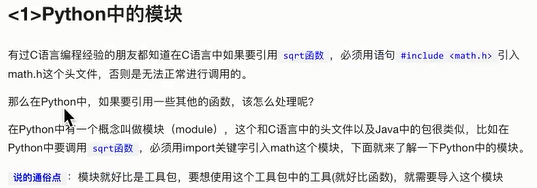 <1>Python中的模块
有过C语言编程经验的朋友都知道在C语言中如果要引用 sqrt函数 ，必须用语句 #include <math.h> 引入
math.h这个头文件，否则是无法正常进行调用的。
那么在Python中，如果要引用一些其他的函数，该怎么处理呢？
在Python中有一个概念叫做模块（module），这个和C语言中的头文件以及Java中的包很类似，比如在
Python中要调用 sqrt函数 ，必须用import关键字引入math这个模块，下面就来了解一下Python中的模块。
说的通俗点 ：模块就好比是工具包，要想使用这个工具包中的工具(就好比函数)，就需要导入这个模块